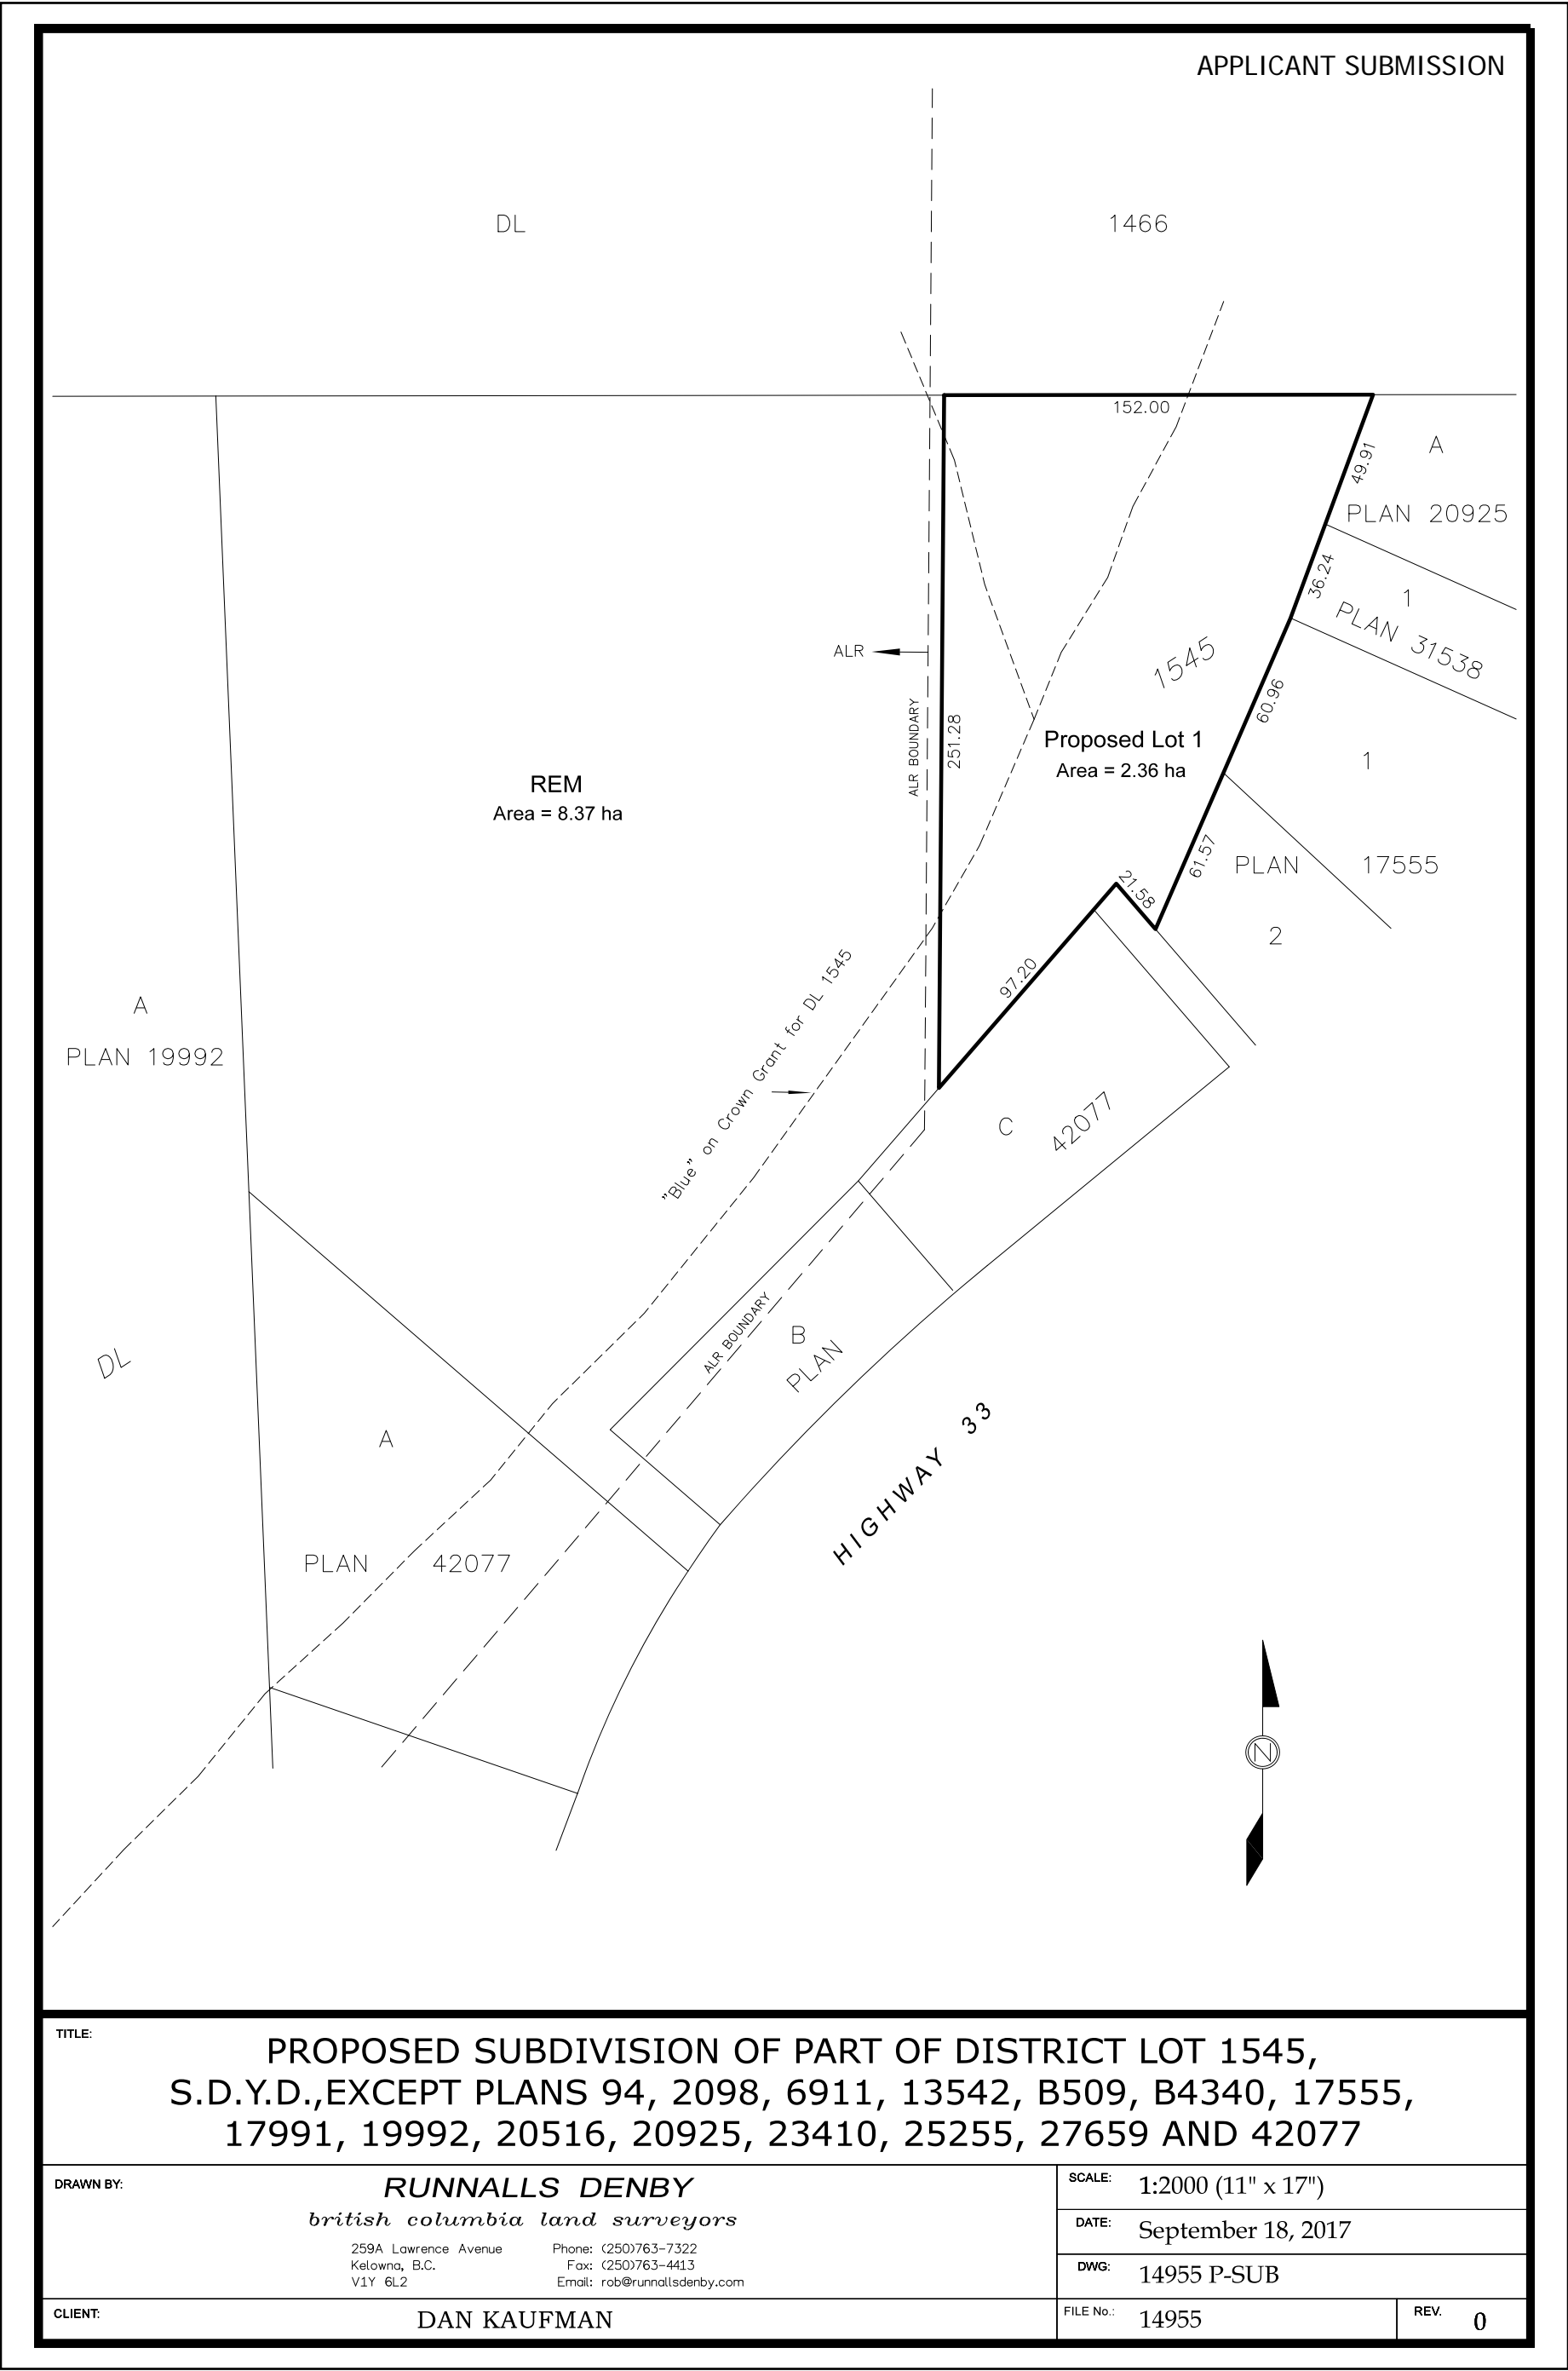 APPLICANT SUBMISSION
DL
1466
152.00
49.91
A
PLAN 20925
36.24
1
PLAN 31538
ALR
1545
ALR BOUNDARY
251.28
60.96
Proposed Lot 1
Area = 2.36 ha
1
REM
Area = 8.37 ha
61.57
PLAN 17555
21.58
2
97.20
"Blue" on Crown Grant for DL 1545
A
PLAN 19992
C
42077
ALR BOUNDARY
B
PLAN
DL
A
HIGHWAY 33
PLAN 42077
N
TITLE:
PROPOSED SUBDIVISION OF PART OF DISTRICT LOT 1545,
S.D.Y.D.,EXCEPT PLANS 94, 2098, 6911, 13542, B509, B4340, 17555,
17991, 19992, 20516, 20925, 23410, 25255, 27659 AND 42077
DRAWN BY:
RUNNALLS DENBY
british columbia land surveyors
259A Lawrence Avenue
Kelowna, B.C.
V1Y 6L2
Phone: (250)763-7322
Fax: (250)763-4413
Email: rob@runnallsdenby.com
SCALE: 1:2000 (11" x 17")
DATE: September 18, 2017
DWG: 14955 P-SUB
CLIENT: DAN KAUFMAN
FILE No.: 14955
REV. 0